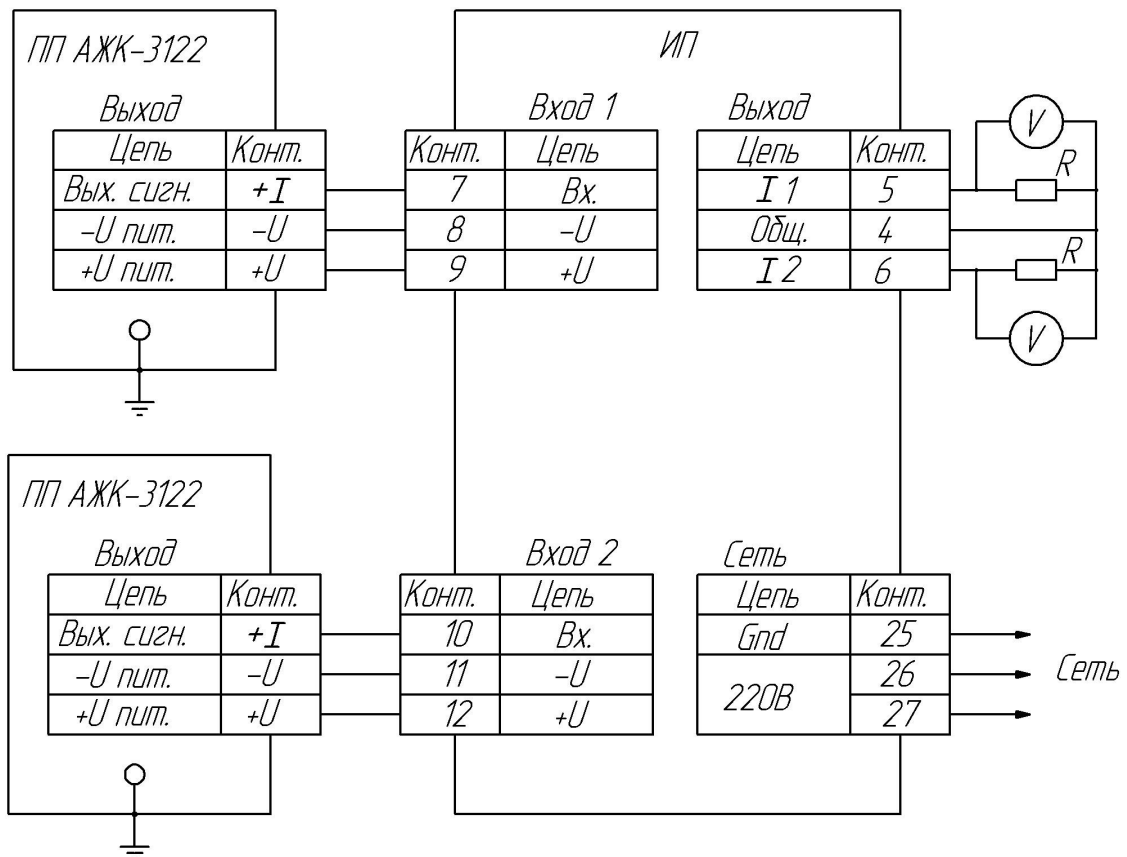 ПП АЖК-3122
Выход
Цепь Конт.
Вых. сигн. +I
-U пит. -U
+U пит. +U
ИП
Вход 1
Конт. Цепь
7 Вх.
8 -U
9 +U
Выход
Цепь Конт.
I 1 5
Общ. 4
I 2 6
V
R
R
V
ПП АЖК-3122
Выход
Цепь Конт.
Вых. сигн. +I
-U пит. -U
+U пит. +U
Вход 2
Конт. Цепь
10 Вх.
11 -U
12 +U
Сеть
Цепь Конт.
Gnd 25
220В 26
27
Сеть